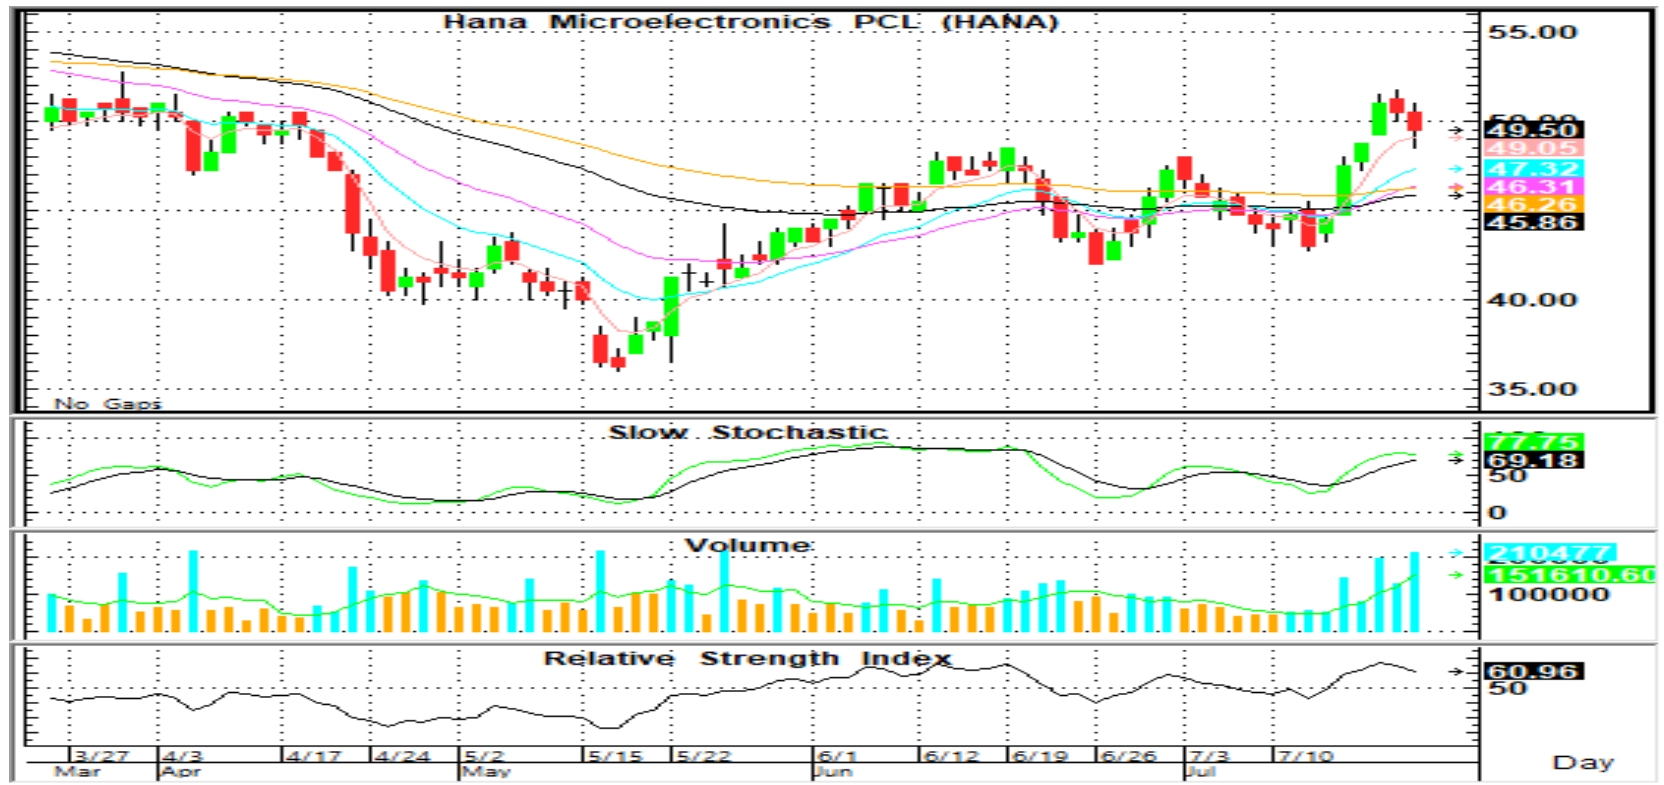 Hana Microelectronics PCL (HANA)
55.00
49.50
49.05
47.32
46.31
46.26
45.86
40.00
35.00
No Gaps
Slow Stochastic
77.75
69.18
50
0
Volume
210477
151610.60
100000
Relative Strength Index
60.96
50
3/27 4/3 4/17 4/24 5/2 5/15 5/22 6/1 6/12 6/19 6/26 7/3 7/10
Mar Apr May Jun Jul
Day